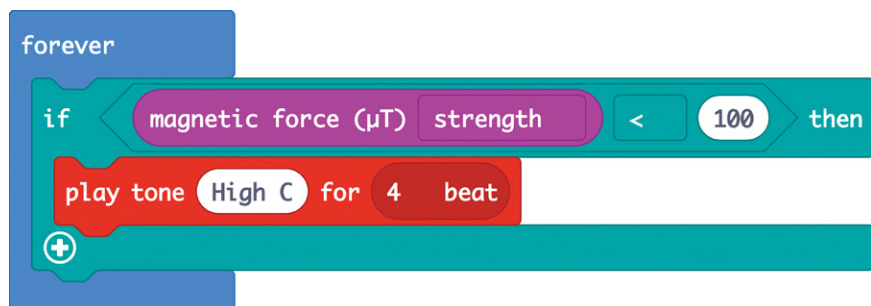 forever
if magnetic force (µT) strength < 100 then
play tone High C for 4 beat